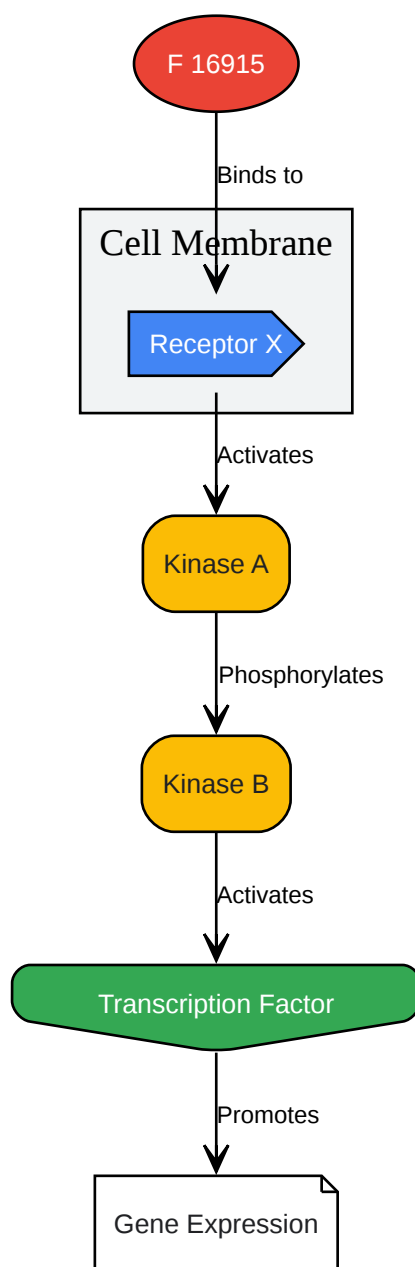 F 16915
Binds to
Cell Membrane
Receptor X
Activates
Kinase A
Phosphorylates
Kinase B
Activates
Transcription Factor
Promotes
Gene Expression